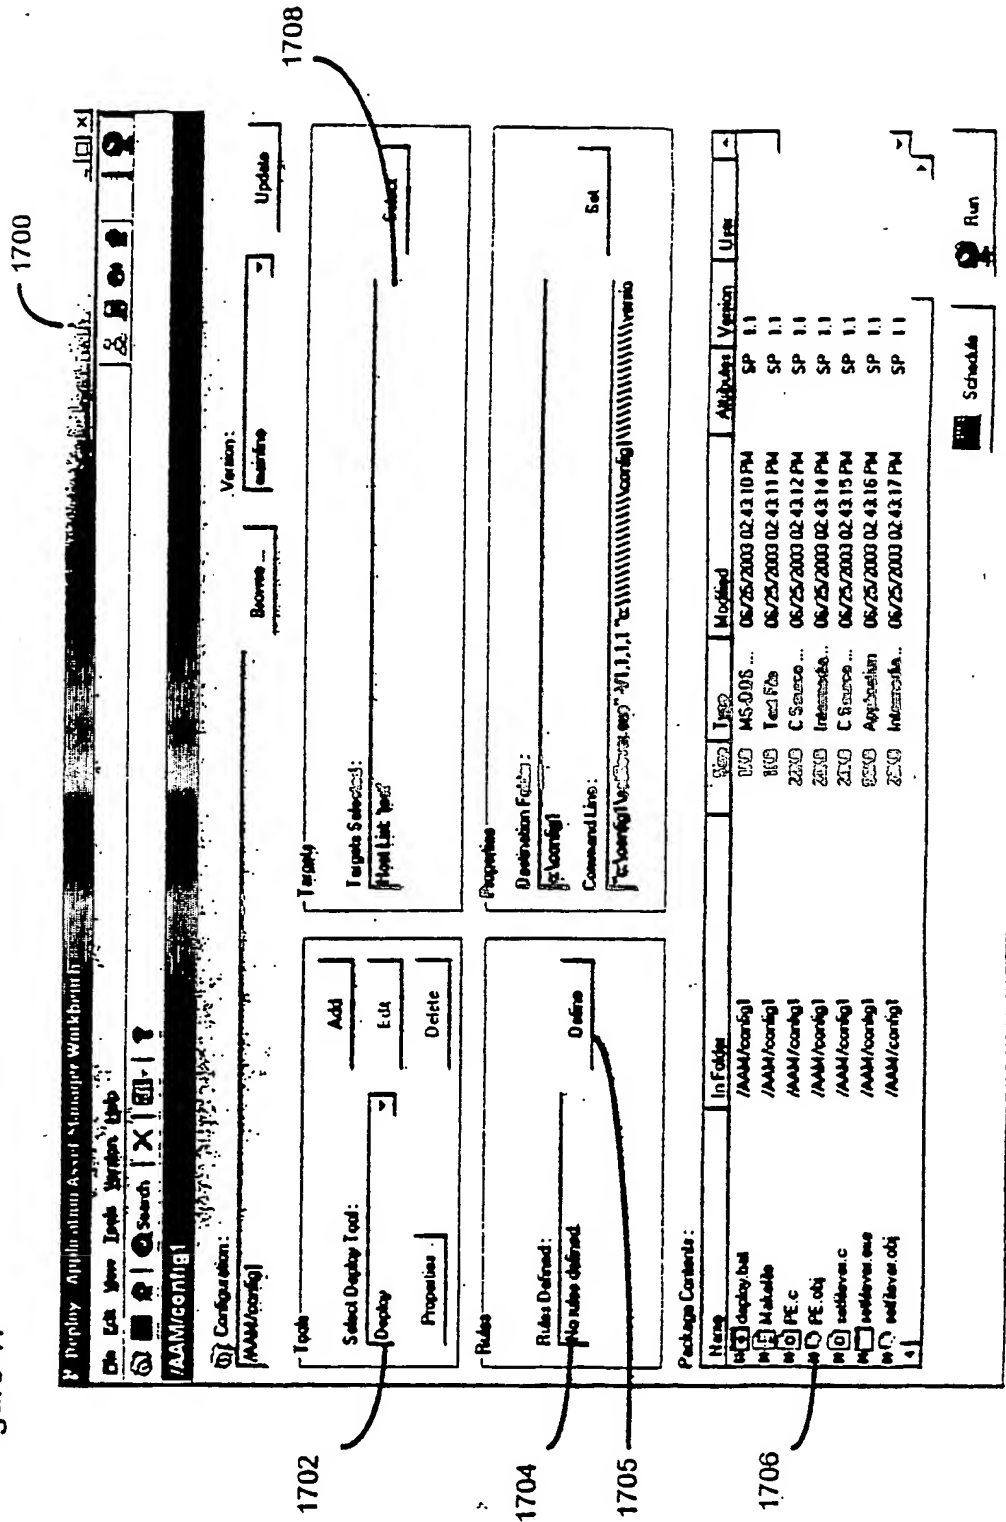 1700
Deploy Application Asset Manager Workbench
File Edit View Tools Version Help
Search
/AAM/config1
Configuration:
/AAM/config1
Browse ...
Version:
mainline
Update
Tools
Select Deploy Tool:
Deploy
Properties
Add
Edit
Delete
Targets
Targets Selected:
Host List: 'test'
Select
Rules
Rules Defined:
No rules defined.
Define
Properties
Destination Folder:
c:\config1
Set
Command Line:
Package Contents:
Name In Folder Size Type Modified Attributes Version User
deploy.bat /AAM/config1 MS-DOS ... 06/25/2003 02:43:10 PM SP 1.1
Makefile /AAM/config1 Text File 06/25/2003 02:43:11 PM SP 1.1
PE.c /AAM/config1 C Source ... 06/25/2003 02:43:12 PM SP 1.1
PE.obj /AAM/config1 Intermedia... 06/25/2003 02:43:14 PM SP 1.1
setfilever.c /AAM/config1 C Source ... 06/25/2003 02:43:15 PM SP 1.1
setfilever.exe /AAM/config1 Application 06/25/2003 02:43:16 PM SP 1.1
setfilever.obj /AAM/config1 Intermedia... 06/25/2003 02:43:17 PM SP 1.1
Schedule
Run
1702
1704
1705
1706
1708